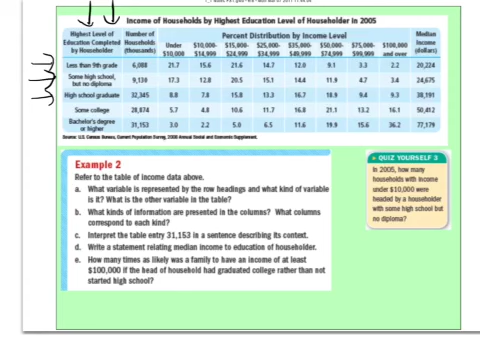 Income of Households by Highest Education Level of Householder in 2005
Highest Level of Education Completed by Householder
Number of Households (thousands)
Percent Distribution by Income Level
Median Income (dollars)
Under $10,000
$10,000- $14,999
$15,000- $24,999
$25,000- $34,999
$35,000- $49,999
$50,000- $74,999
$75,000- $99,999
$100,000 and over
Less than 9th grade 6,088 21.7 15.6 21.6 14.7 12.0 9.1 3.3 2.2 20,224
Some high school, but no diploma 9,130 17.3 12.8 20.5 15.1 14.4 11.9 4.7 3.4 24,675
High school graduate 32,345 8.8 7.8 15.8 13.3 16.7 18.9 9.4 9.3 38,191
Some college 28,874 5.7 4.8 10.6 11.7 16.8 21.1 13.2 16.1 50,412
Bachelor's degree or higher 31,153 3.0 2.2 5.0 6.5 11.6 19.9 15.6 36.2 77,179
Source: U.S. Census Bureau, Current Population Survey, 2006 Annual Social and Economic Supplement.
Example 2
Refer to the table of income data above.
a. What variable is represented by the row headings and what kind of variable
is it? What is the other variable in the table?
b. What kinds of information are presented in the columns? What columns
correspond to each kind?
c. Interpret the table entry 31,153 in a sentence describing its context.
d. Write a statement relating median income to education of householder.
e. How many times as likely was a family to have an income of at least
$100,000 if the head of household had graduated college rather than not
started high school?
QUIZ YOURSELF 3
In 2005, how many
households with income
under $10,000 were
headed by a householder
with some high school but
no diploma?